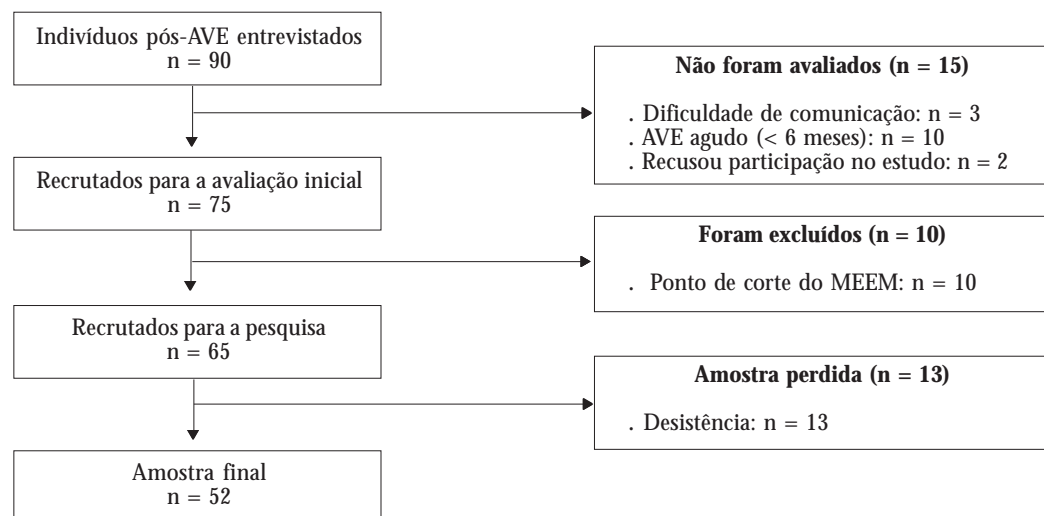 Indivíduos pós-AVE entrevistados
n = 90
Não foram avaliados (n = 15)
. Dificuldade de comunicação: n = 3
. AVE agudo (< 6 meses): n = 10
. Recusou participação no estudo: n = 2
Recrutados para a avaliação inicial
n = 75
Foram excluídos (n = 10)
. Ponto de corte do MEEM: n = 10
Recrutados para a pesquisa
n = 65
Amostra perdida (n = 13)
. Desistência: n = 13
Amostra final
n = 52